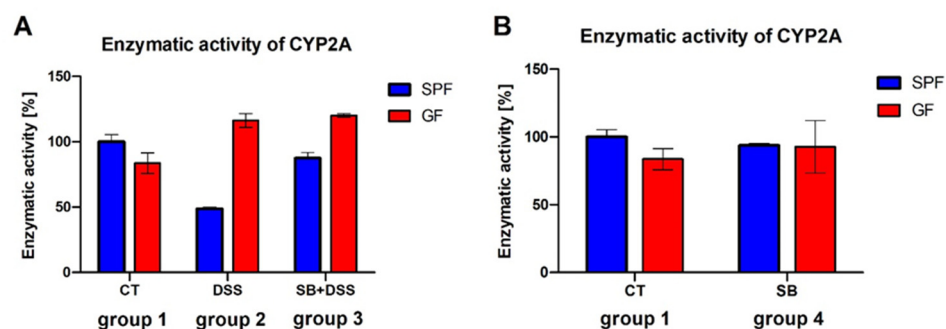 A
Enzymatic activity of CYP2A
Enzymatic activity [%]
150
100
50
0
SPF
GF
CT DSS SB+DSS
group 1 group 2 group 3
B
Enzymatic activity of CYP2A
Enzymatic activity [%]
150
100
50
0
SPF
GF
CT SB
group 1 group 4